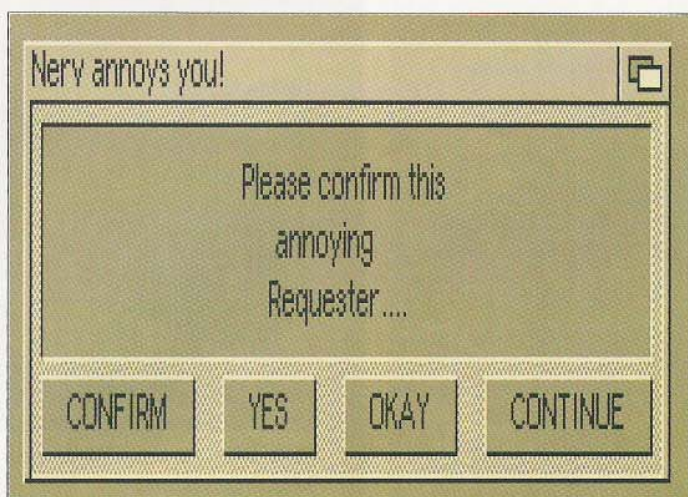 Nerv annoys you!
Please confirm this
annoying
Requester....
CONFIRM YES OKAY CONTINUE